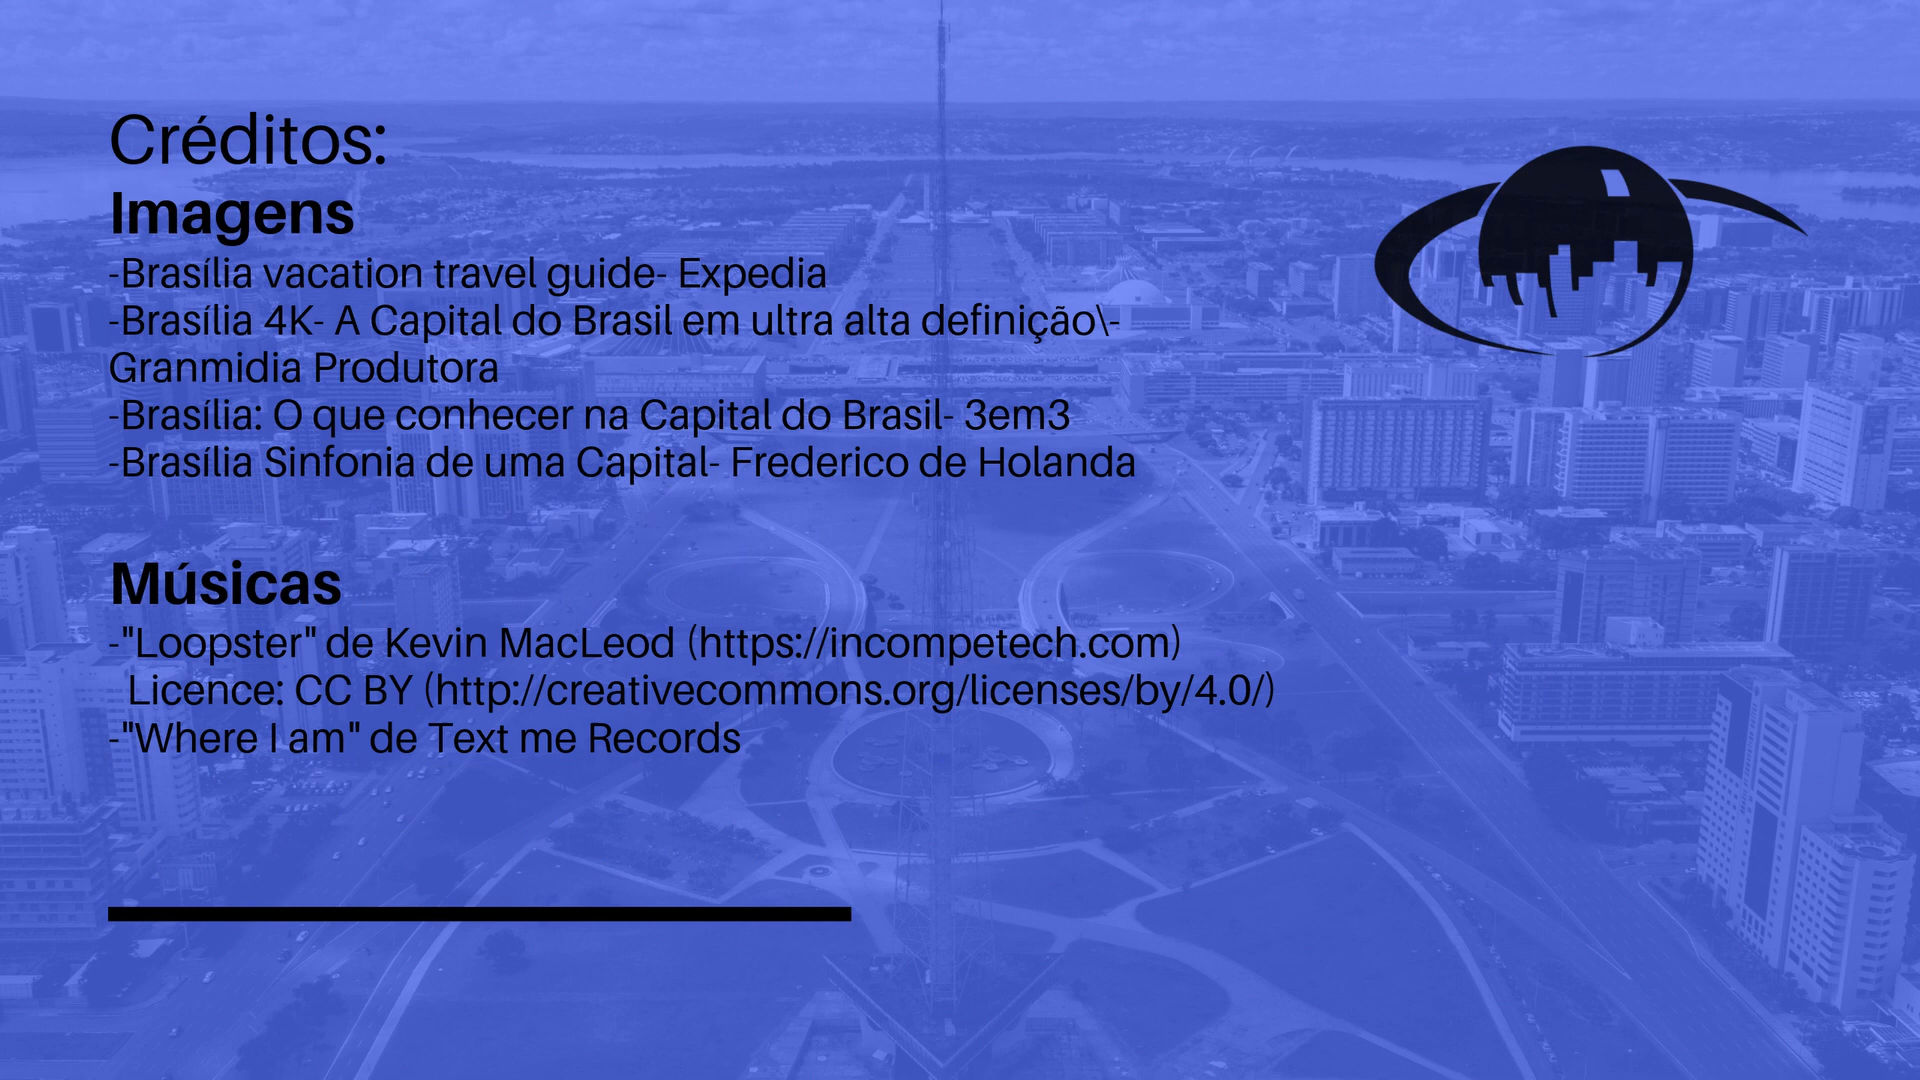 Créditos:
Imagens
-Brasília vacation travel guide- Expedia
-Brasília 4K- A Capital do Brasil em ultra alta definição\-
Granmidia Produtora
-Brasília: O que conhecer na Capital do Brasil- 3em3
-Brasília Sinfonia de uma Capital- Frederico de Holanda
Músicas
-"Loopster" de Kevin MacLeod (https://incompetech.com)
Licence: CC BY (http://creativecommons.org/licenses/by/4.0/)
-"Where I am" de Text me Records